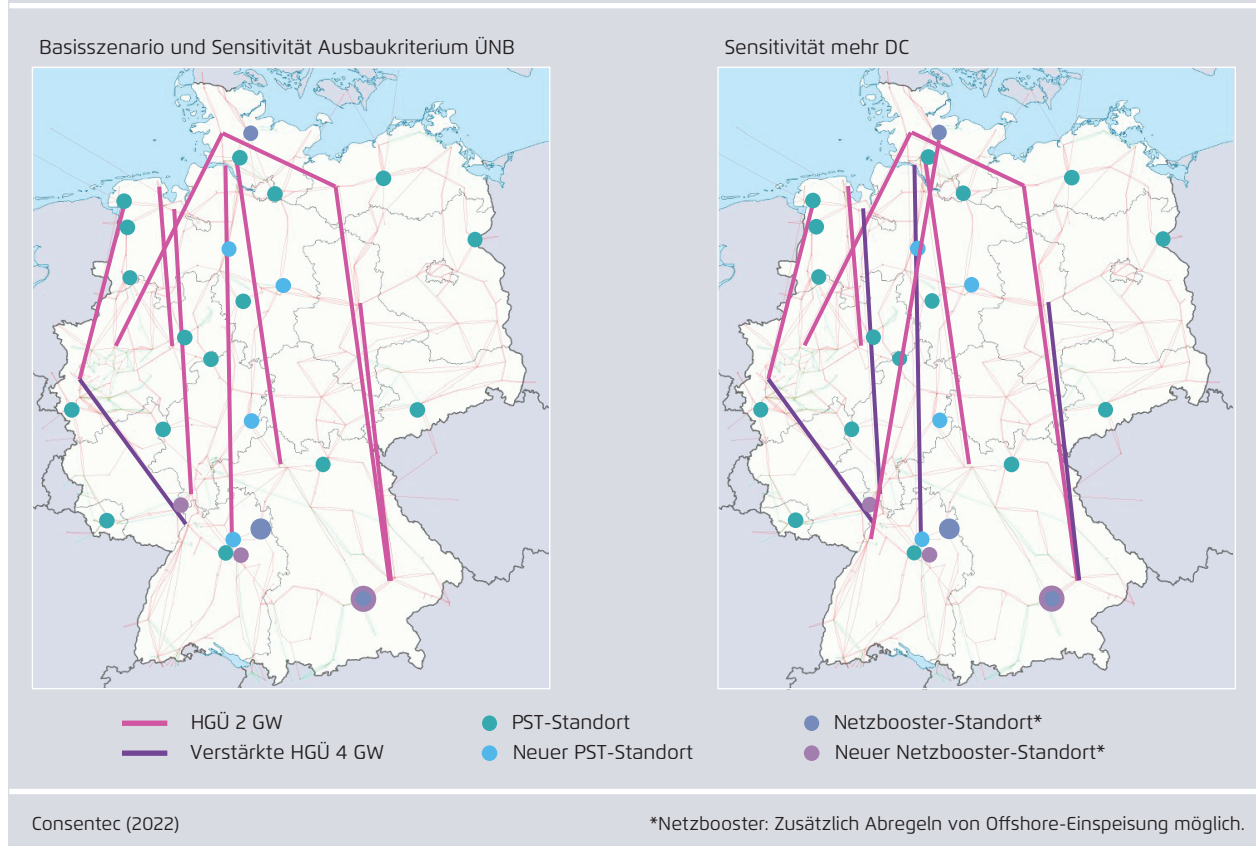 Basisszenario und Sensitivität Ausbaukriterium ÜNB
Sensitivität mehr DC
HGÜ 2 GW
Verstärkte HGÜ 4 GW
PST-Standort
Neuer PST-Standort
Netzbooster-Standort*
Neuer Netzbooster-Standort*
Consentec (2022)
*Netzbooster: Zusätzlich Abregeln von Offshore-Einspeisung möglich.